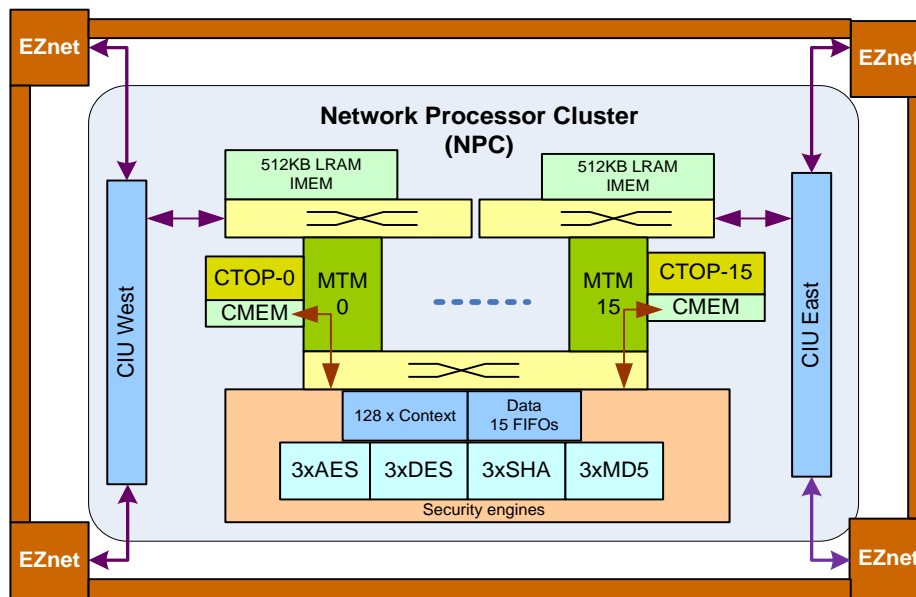 EZnet
EZnet
Network Processor Cluster
(NPC)
512KB LRAM
IMEM
512KB LRAM
IMEM
CIU West
CIU East
CTOP-0
CMEM
MTM
0
MTM
15
CTOP-15
CMEM
128 x Context
Data
15 FIFOs
3xAES
3xDES
3xSHA
3xMD5
Security engines
EZnet
EZnet